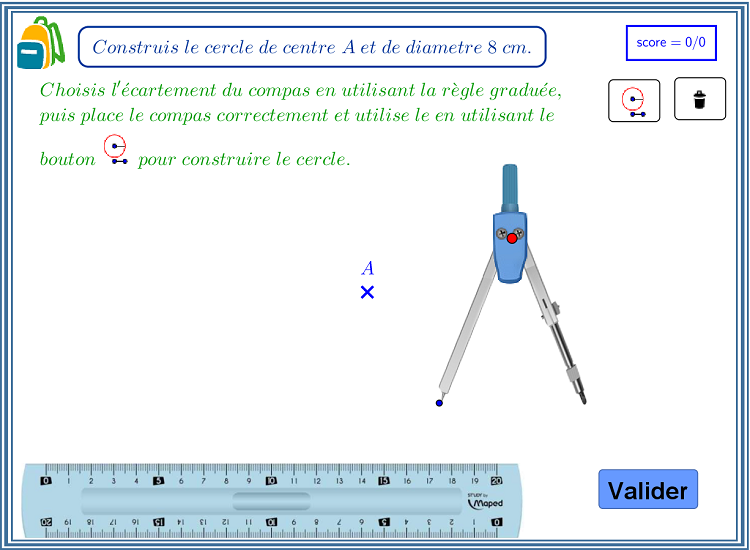 Construis le cercle de centre A et de diametre 8 cm.
score = 0/0
Choisis l'écartement du compas en utilisant la règle graduée,
puis place le compas correctement et utilise le en utilisant le
bouton pour construire le cercle.
A
0 1 2 3 4 5 6 7 8 9 10 11 12 13 14 15 16 17 18 19 20
STUDY by
Maped
20 19 18 17 16 15 14 13 12 11 10 9 8 7 6 5 4 3 2 1 0
Valider